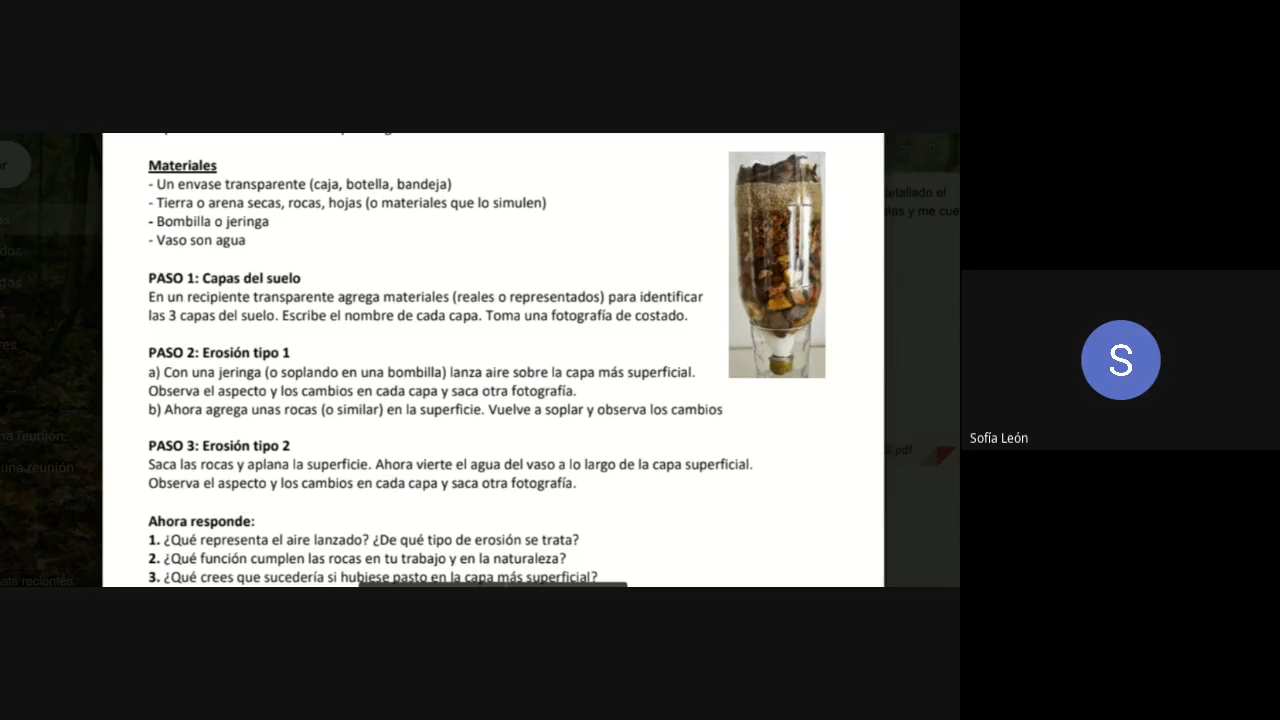 Materiales
- Un envase transparente (caja, botella, bandeja)
- Tierra o arena secas, rocas, hojas (o materiales que lo simulen)
- Bombilla o jeringa
- Vaso son agua
PASO 1: Capas del suelo
En un recipiente transparente agrega materiales (reales o representados) para identificar
las 3 capas del suelo. Escribe el nombre de cada capa. Toma una fotografía de costado.
PASO 2: Erosión tipo 1
a) Con una jeringa (o soplando en una bombilla) lanza aire sobre la capa más superficial.
Observa el aspecto y los cambios en cada capa y saca otra fotografía.
b) Ahora agrega unas rocas (o similar) en la superficie. Vuelve a soplar y observa los cambios
PASO 3: Erosión tipo 2
Saca las rocas y aplana la superficie. Ahora vierte el agua del vaso a lo largo de la capa superficial.
Observa el aspecto y los cambios en cada capa y saca otra fotografía.
Ahora responde:
1. ¿Qué representa el aire lanzado? ¿De qué tipo de erosión se trata?
2. ¿Qué función cumplen las rocas en tu trabajo y en la naturaleza?
3. ¿Qué crees que sucedería si hubiese pasto en la capa más superficial?
una reunión
pdf
S
Sofía León